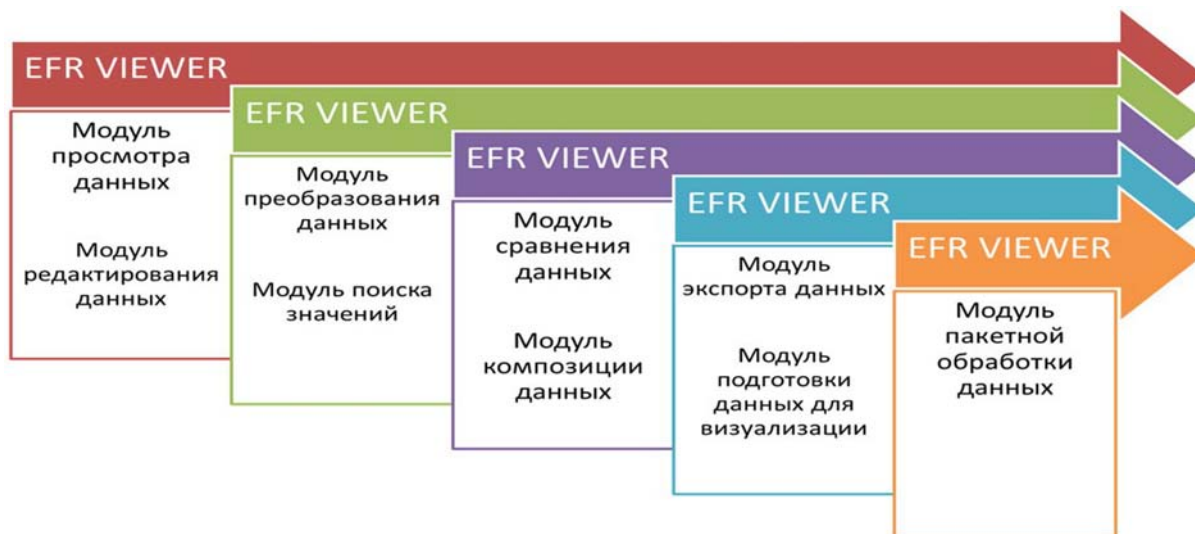 EFR VIEWER
Модуль
просмотра
данных
Модуль
редактирования
данных
EFR VIEWER
Модуль
преобразования
данных
Модуль поиска
значений
EFR VIEWER
Модуль
сравнения
данных
Модуль
композиции
данных
EFR VIEWER
Модуль
экспорта данных
Модуль
подготовки
данных для
визуализации
EFR VIEWER
Модуль
пакетной
обработки
данных